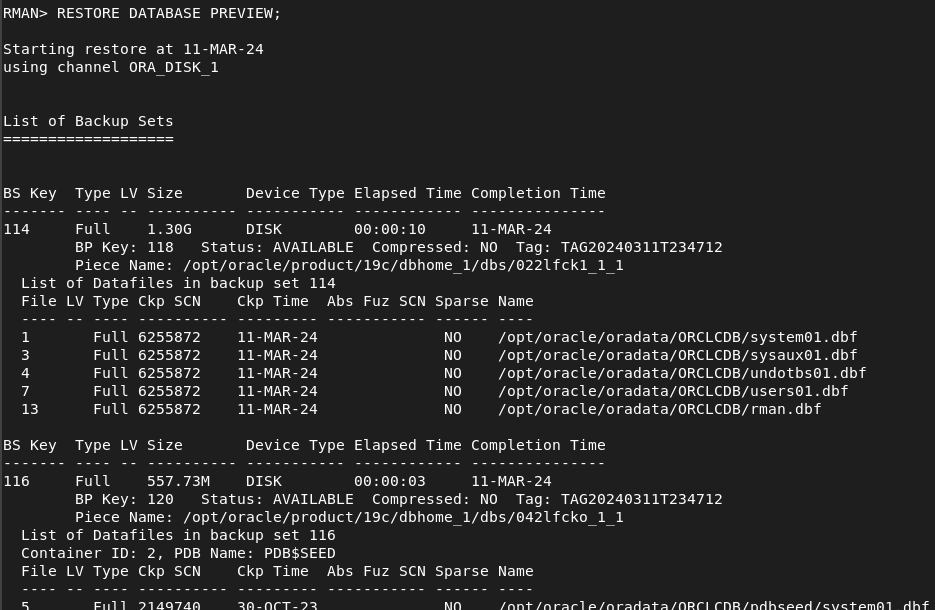 RMAN> RESTORE DATABASE PREVIEW;
Starting restore at 11-MAR-24
using channel ORA_DISK_1
List of Backup Sets
===================
BS Key  Type LV Size       Device Type Elapsed Time Completion Time
------- ---- -- ---------- ----------- ------------ ---------------
114     Full    1.30G      DISK        00:00:10     11-MAR-24
        BP Key: 118   Status: AVAILABLE  Compressed: NO  Tag: TAG20240311T234712
        Piece Name: /opt/oracle/product/19c/dbhome_1/dbs/022lfck1_1_1
  List of Datafiles in backup set 114
  File LV Type Ckp SCN    Ckp Time  Abs Fuz SCN Sparse Name
  ---- -- ---- ---------- --------- ----------- ------ ----
  1       Full 6255872    11-MAR-24              NO    /opt/oracle/oradata/ORCLCDB/system01.dbf
  3       Full 6255872    11-MAR-24              NO    /opt/oracle/oradata/ORCLCDB/sysaux01.dbf
  4       Full 6255872    11-MAR-24              NO    /opt/oracle/oradata/ORCLCDB/undotbs01.dbf
  7       Full 6255872    11-MAR-24              NO    /opt/oracle/oradata/ORCLCDB/users01.dbf
  13      Full 6255872    11-MAR-24              NO    /opt/oracle/oradata/ORCLCDB/rman.dbf
BS Key  Type LV Size       Device Type Elapsed Time Completion Time
------- ---- -- ---------- ----------- ------------ ---------------
116     Full    557.73M    DISK        00:00:03     11-MAR-24
        BP Key: 120   Status: AVAILABLE  Compressed: NO  Tag: TAG20240311T234712
        Piece Name: /opt/oracle/product/19c/dbhome_1/dbs/042lfcko_1_1
  List of Datafiles in backup set 116
  Container ID: 2, PDB Name: PDB$SEED
  File LV Type Ckp SCN    Ckp Time  Abs Fuz SCN Sparse Name
  ---- -- ---- ---------- --------- ----------- ------ ----
  5       Full 2149740    30-OCT-23              NO    /opt/oracle/oradata/ORCLCDB/pdbseed/system01.dbf